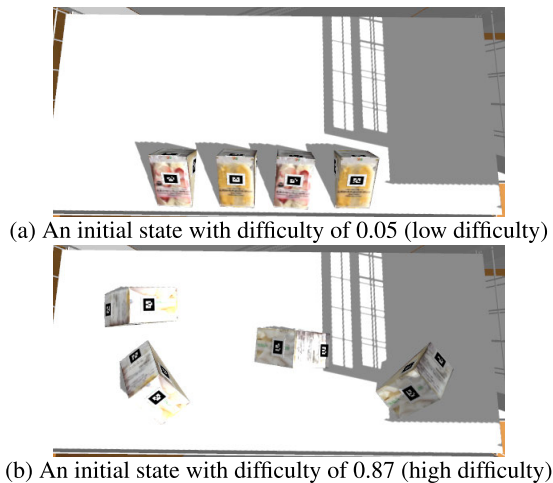 (a) An initial state with difficulty of 0.05 (low difficulty)
(b) An initial state with difficulty of 0.87 (high difficulty)